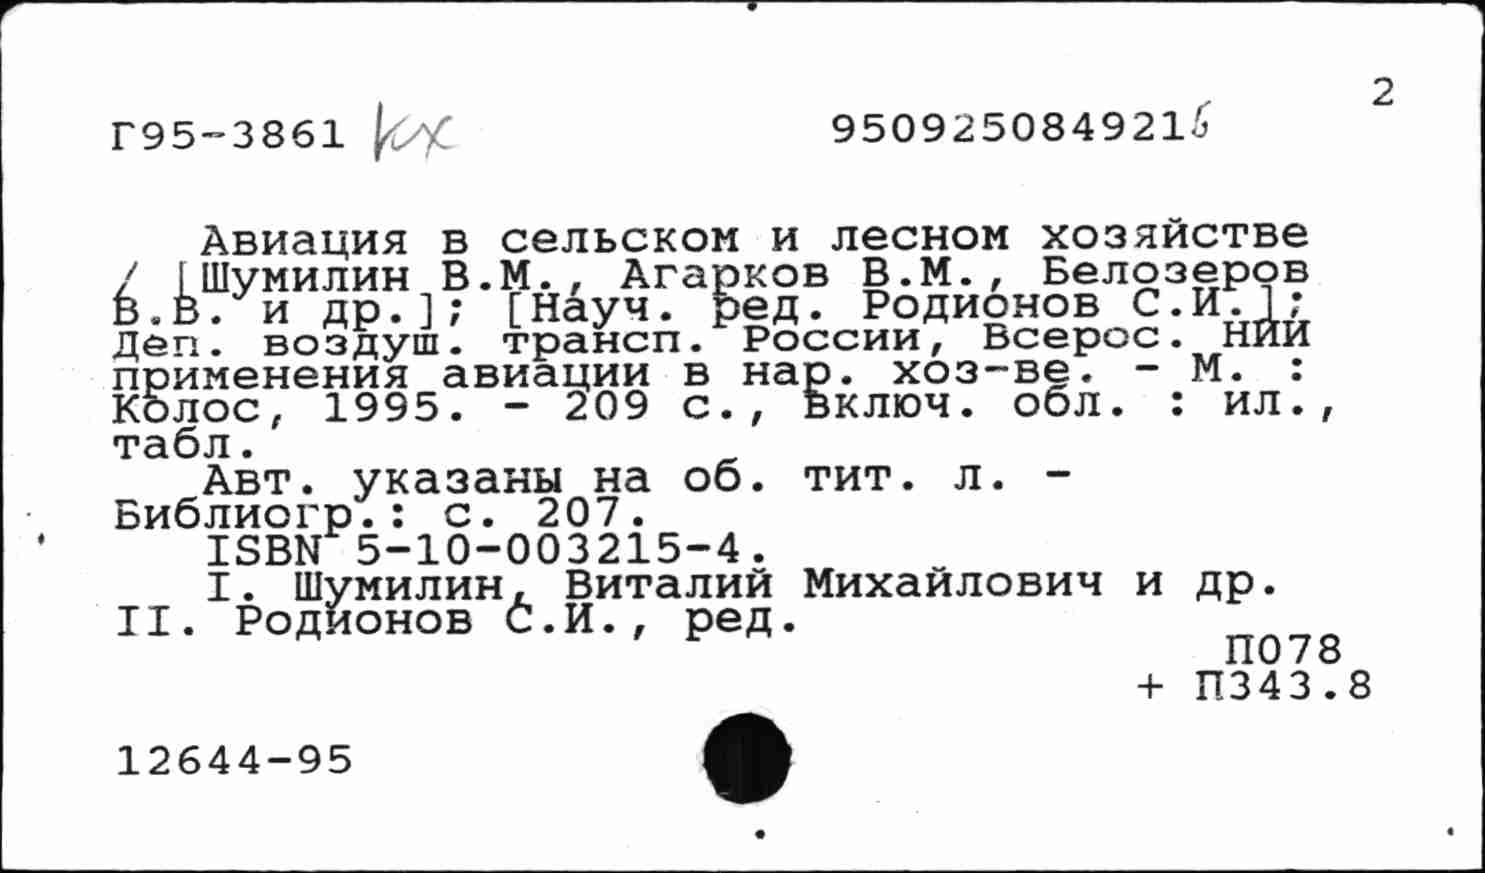 2
Г95-3861 кх 950925084921б
Авиация в сельском и лесном хозяйстве
/ [Шумилин В.М., Агарков В.М., Белозеров
В.В. и др.]; [Науч. ред. Родионов С.И.];
Деп. воздуш. трансп. России, Всерос. НИИ
применения авиации в нар. хоз-ве. - М. :
Колос, 1995. - 209 с., включ. обл. : ил.,
табл.
Авт. указаны на об. тит. л. -
Библиогр.: с. 207.
ISBN 5-10-003215-4.
I. Шумилин, Виталий Михайлович и др.
II. Родионов С.И., ред.
П078
+ П343.8
12644-95